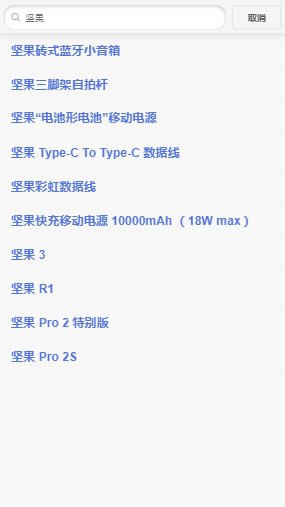 坚果
取消
坚果砖式蓝牙小音箱
坚果三脚架自拍杆
坚果“电池形电池”移动电源
坚果 Type-C To Type-C 数据线
坚果彩虹数据线
坚果快充移动电源 10000mAh （18W max）
坚果 3
坚果 R1
坚果 Pro 2 特别版
坚果 Pro 2S